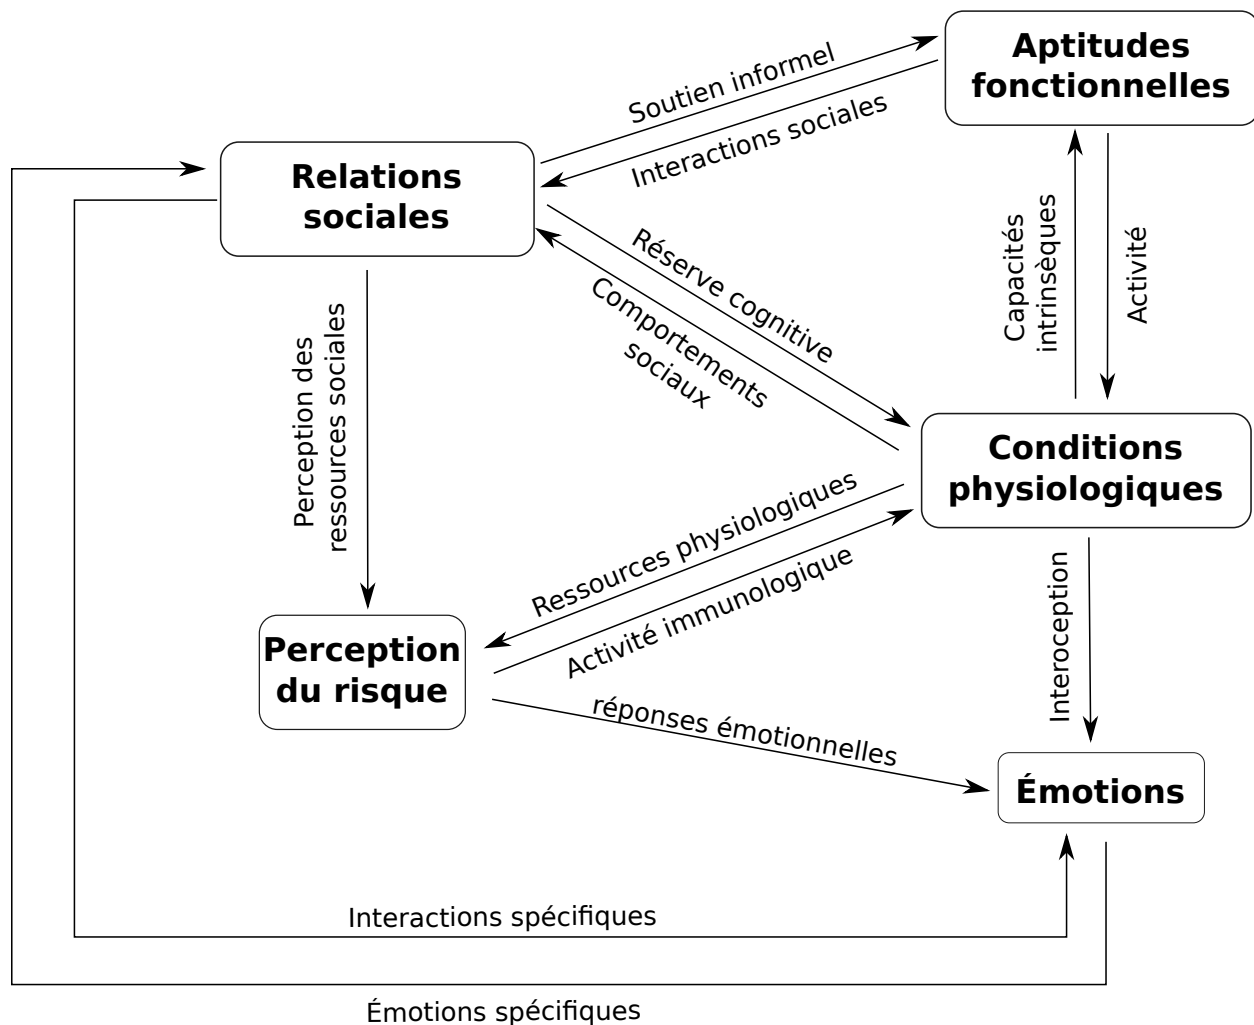 Aptitudes
fonctionnelles
Soutien informel
Interactions sociales
Relations
sociales
Réserve cognitive
Comportements
sociaux
Capacités
intrinsèques
Activité
Perception des
ressources sociales
Conditions
physiologiques
Ressources physiologiques
Activité immunologique
Interoception
Perception
du risque
réponses émotionnelles
Émotions
Interactions spécifiques
Émotions spécifiques